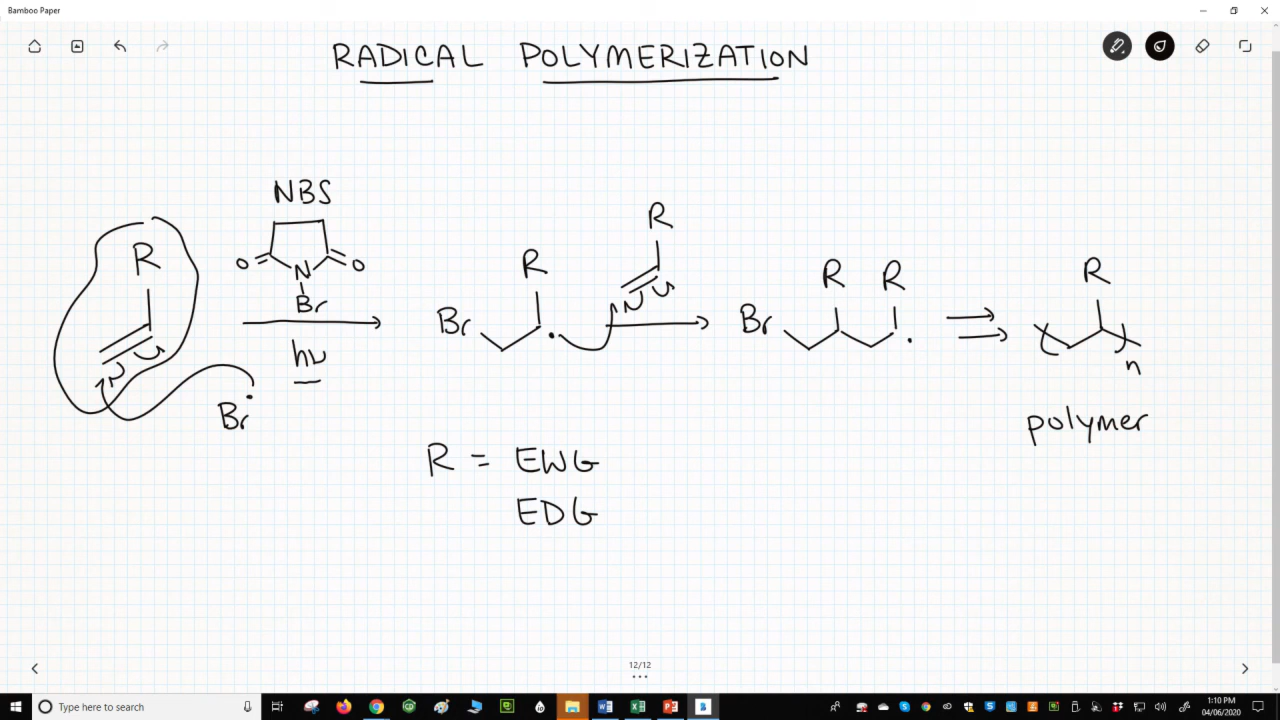 Bamboo Paper
RADICAL POLYMERIZATION
NBS
R
O
N
O
Br
hν
Br
R
Br
R
R
Br
R
R
n
polymer
R = EWG
EDG
12/12
Type here to search
1:10 PM
04/06/2020